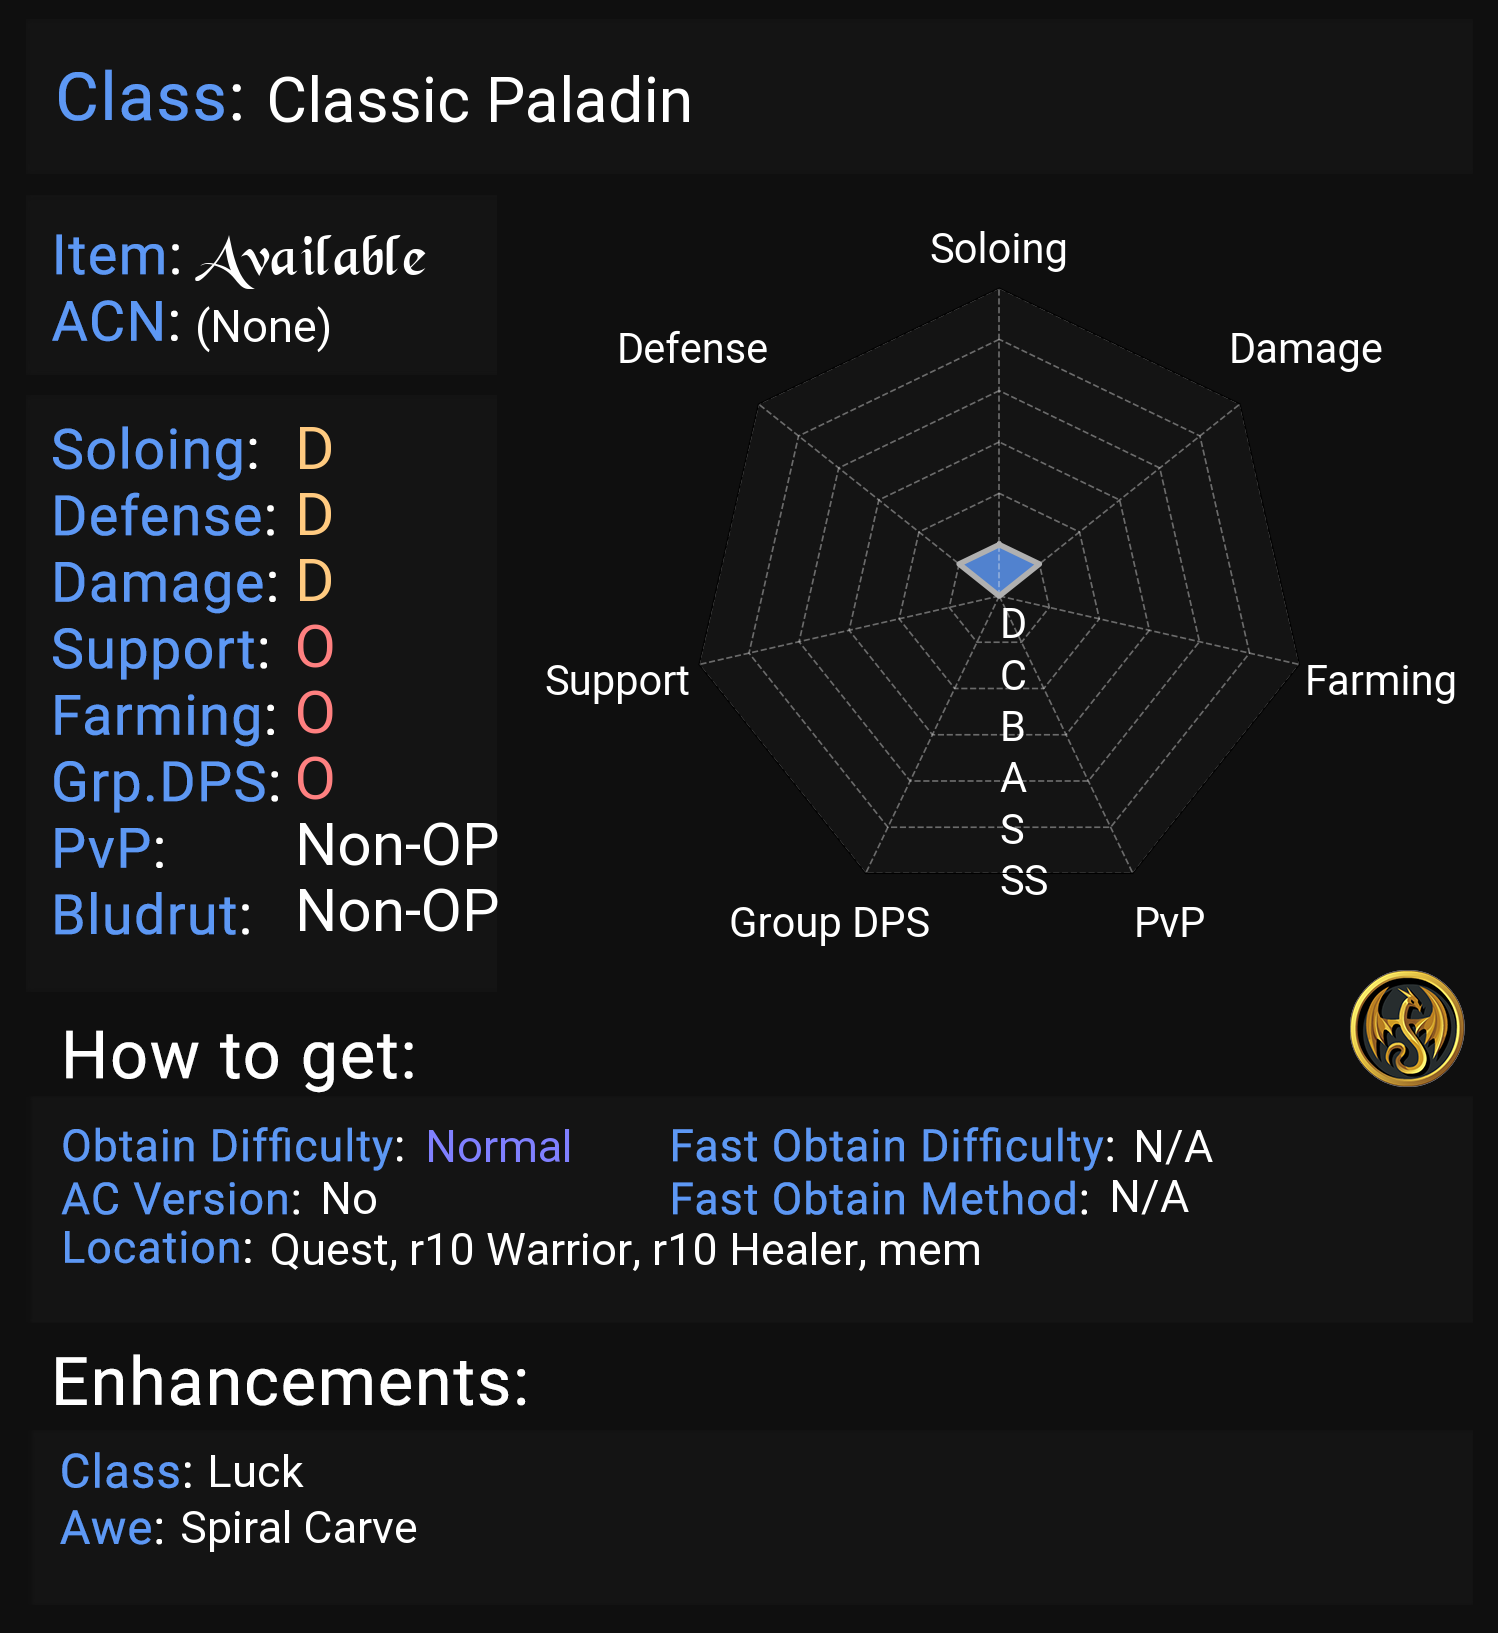 Class: Classic Paladin
Item: Available
ACN: (None)
Soloing: D
Defense: D
Damage: D
Support: O
Farming: O
Grp.DPS: O
PvP: Non-OP
Bludrut: Non-OP
Soloing
Defense
Damage
Support
Farming
Group DPS
PvP
D
C
B
A
S
SS
How to get:
Obtain Difficulty: Normal
Fast Obtain Difficulty: N/A
AC Version: No
Fast Obtain Method: N/A
Location: Quest, r10 Warrior, r10 Healer, mem
Enhancements:
Class: Luck
Awe: Spiral Carve